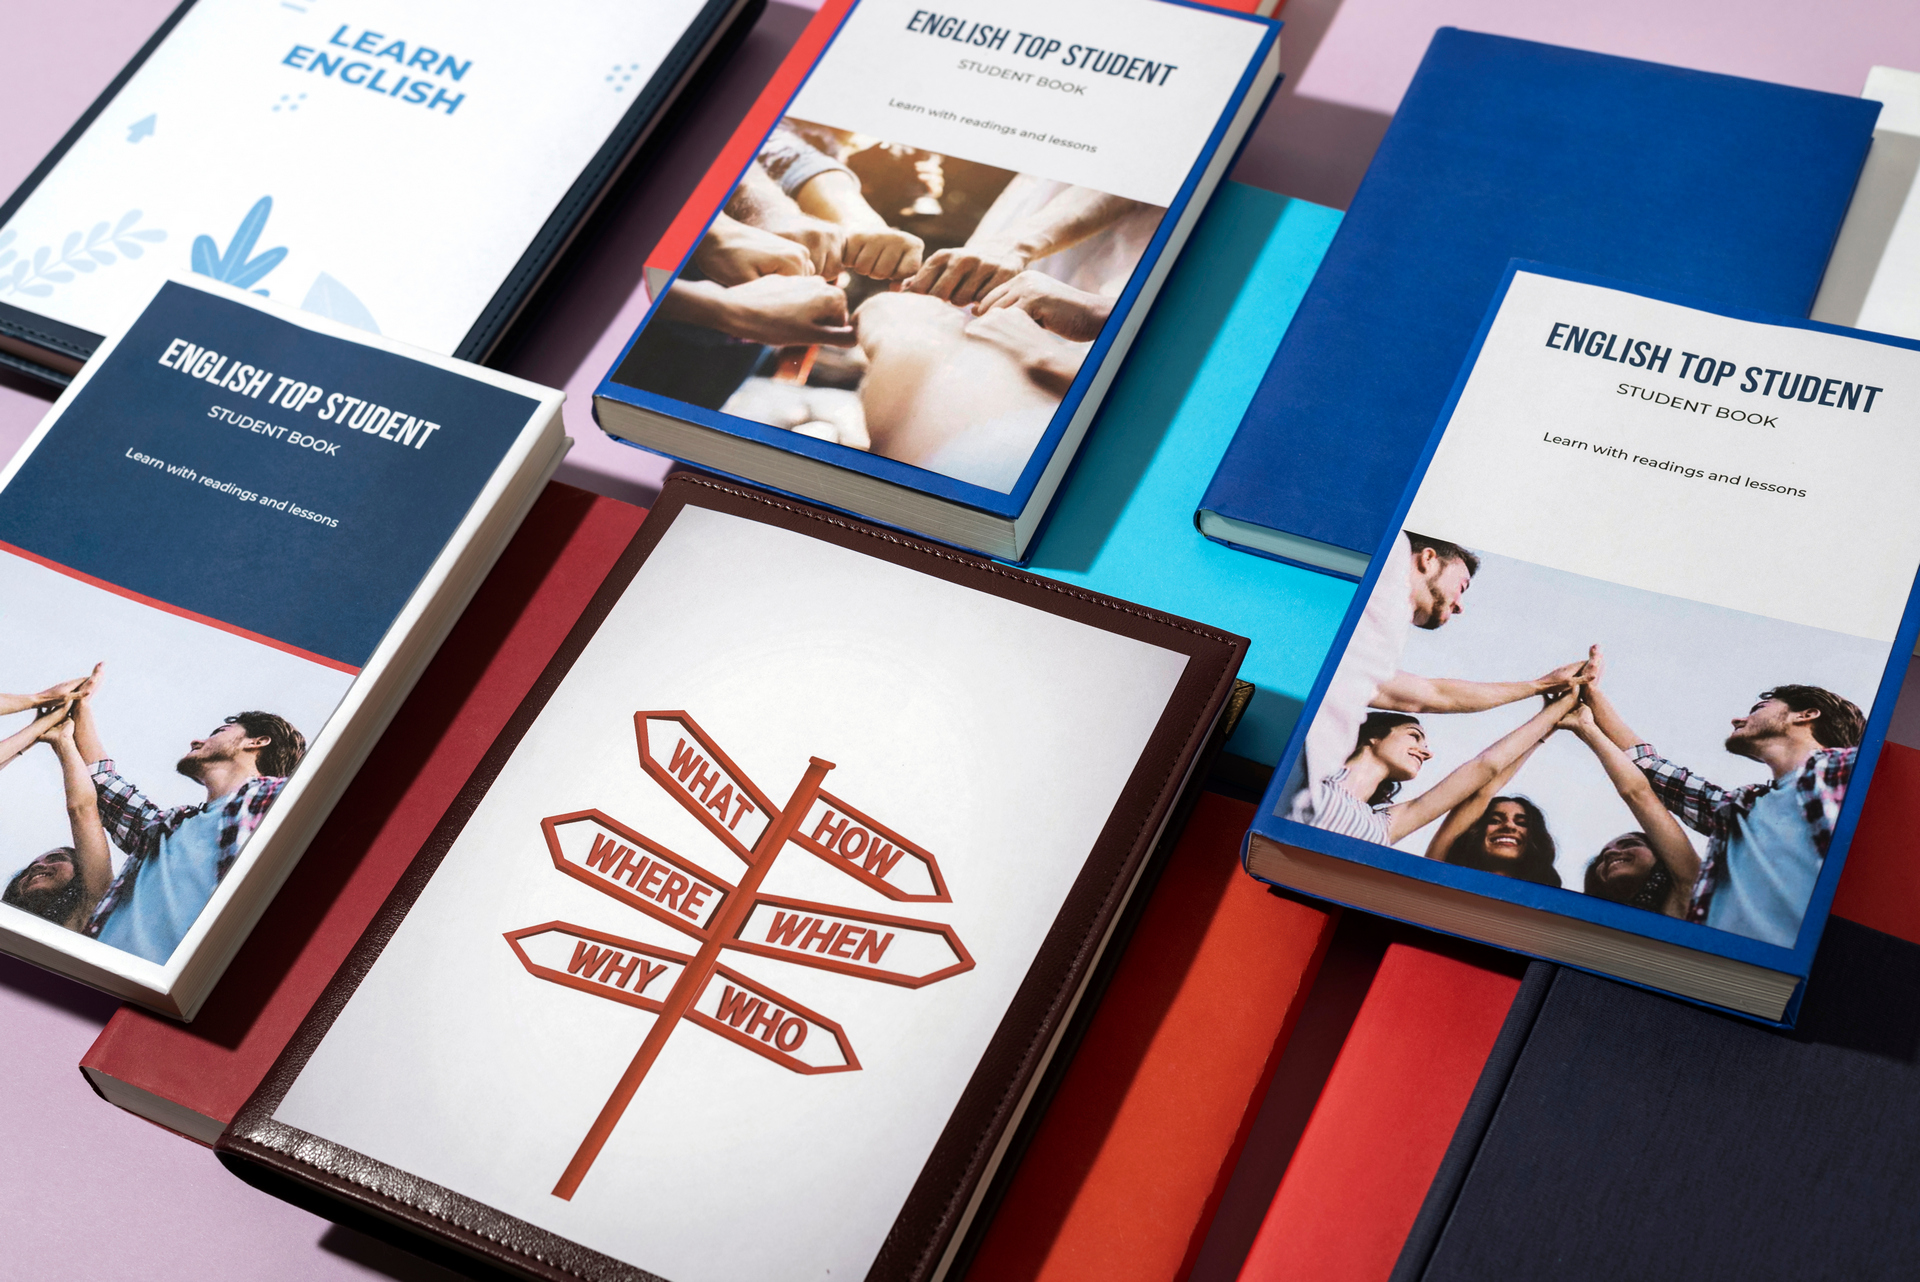 LEARN
ENGLISH
ENGLISH TOP STUDENT
STUDENT BOOK
Learn with readings and lessons
ENGLISH TOP STUDENT
STUDENT BOOK
Learn with readings and lessons
ENGLISH TOP STUDENT
STUDENT BOOK
Learn with readings and lessons
WHAT
HOW
WHERE
WHEN
WHY
WHO